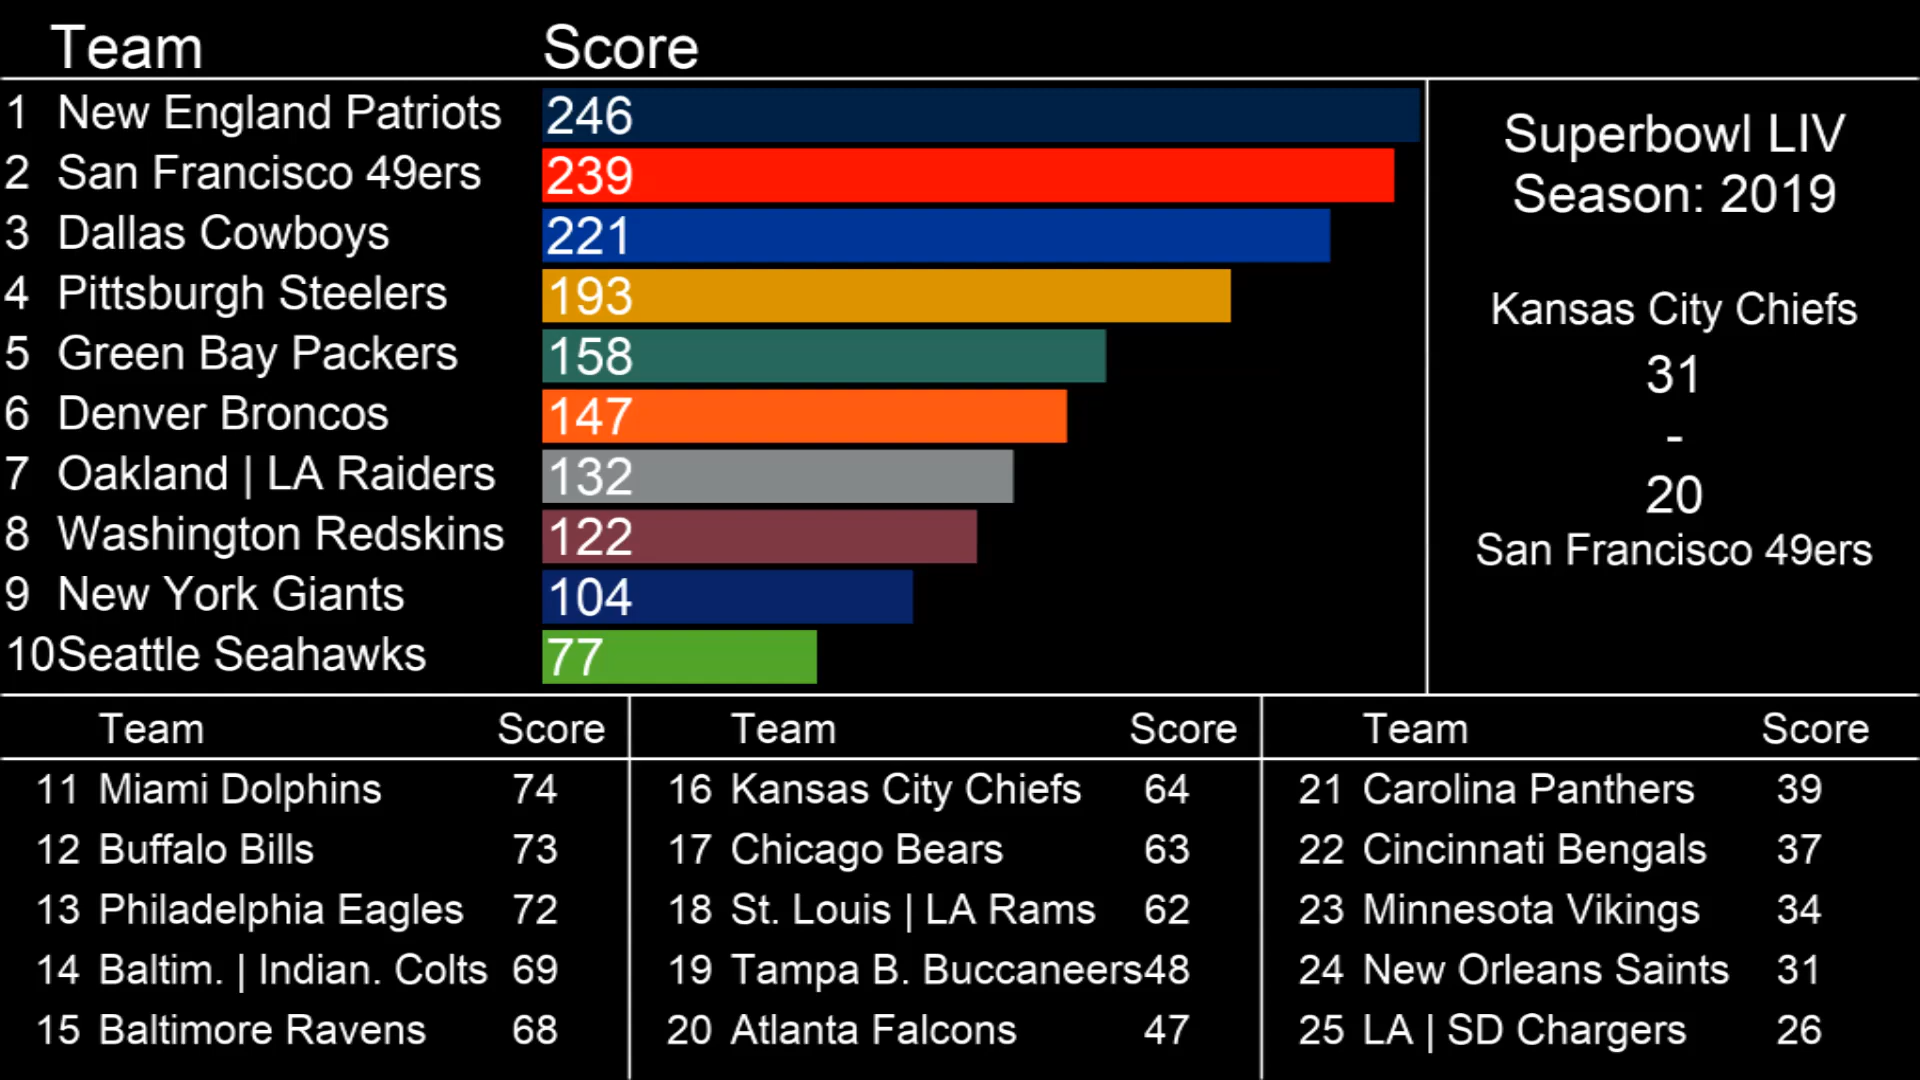 Team Score
1 New England Patriots 246
2 San Francisco 49ers 239
3 Dallas Cowboys 221
4 Pittsburgh Steelers 193
5 Green Bay Packers 158
6 Denver Broncos 147
7 Oakland | LA Raiders 132
8 Washington Redskins 122
9 New York Giants 104
10 Seattle Seahawks 77
Superbowl LIV
Season: 2019
Kansas City Chiefs
31
-
20
San Francisco 49ers
Team Score
11 Miami Dolphins 74
12 Buffalo Bills 73
13 Philadelphia Eagles 72
14 Baltim. | Indian. Colts 69
15 Baltimore Ravens 68
Team Score
16 Kansas City Chiefs 64
17 Chicago Bears 63
18 St. Louis | LA Rams 62
19 Tampa B. Buccaneers 48
20 Atlanta Falcons 47
Team Score
21 Carolina Panthers 39
22 Cincinnati Bengals 37
23 Minnesota Vikings 34
24 New Orleans Saints 31
25 LA | SD Chargers 26